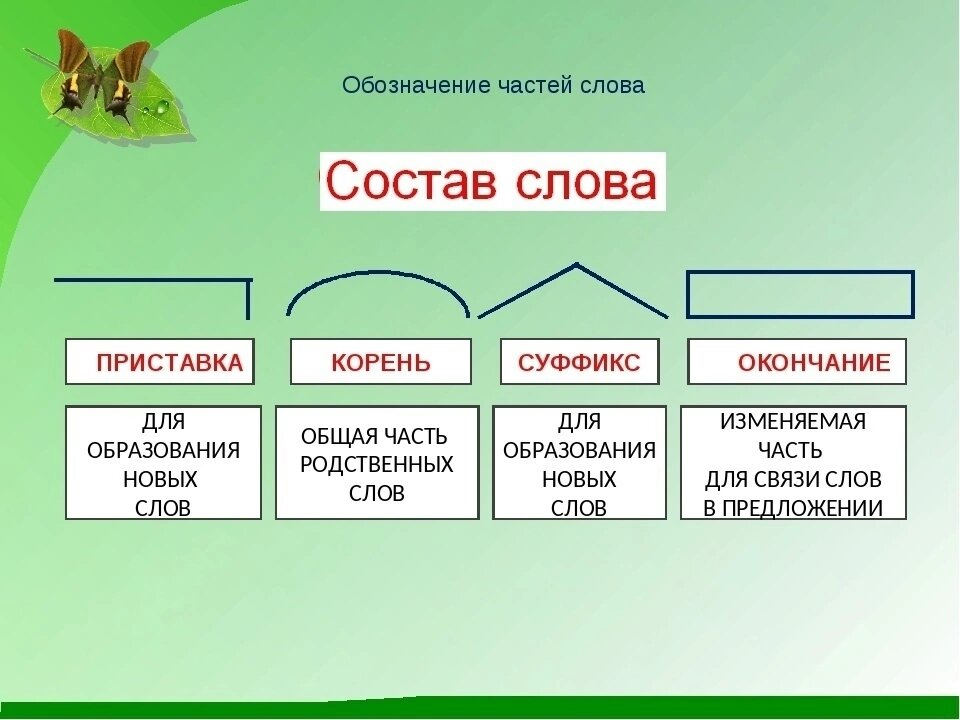 Обозначение частей слова
Состав слова
ПРИСТАВКА
КОРЕНЬ
СУФФИКС
ОКОНЧАНИЕ
ДЛЯ
ОБРАЗОВАНИЯ
НОВЫХ
СЛОВ
ОБЩАЯ ЧАСТЬ
РОДСТВЕННЫХ
СЛОВ
ДЛЯ
ОБРАЗОВАНИЯ
НОВЫХ
СЛОВ
ИЗМЕНЯЕМАЯ
ЧАСТЬ
ДЛЯ СВЯЗИ СЛОВ
В ПРЕДЛОЖЕНИИ